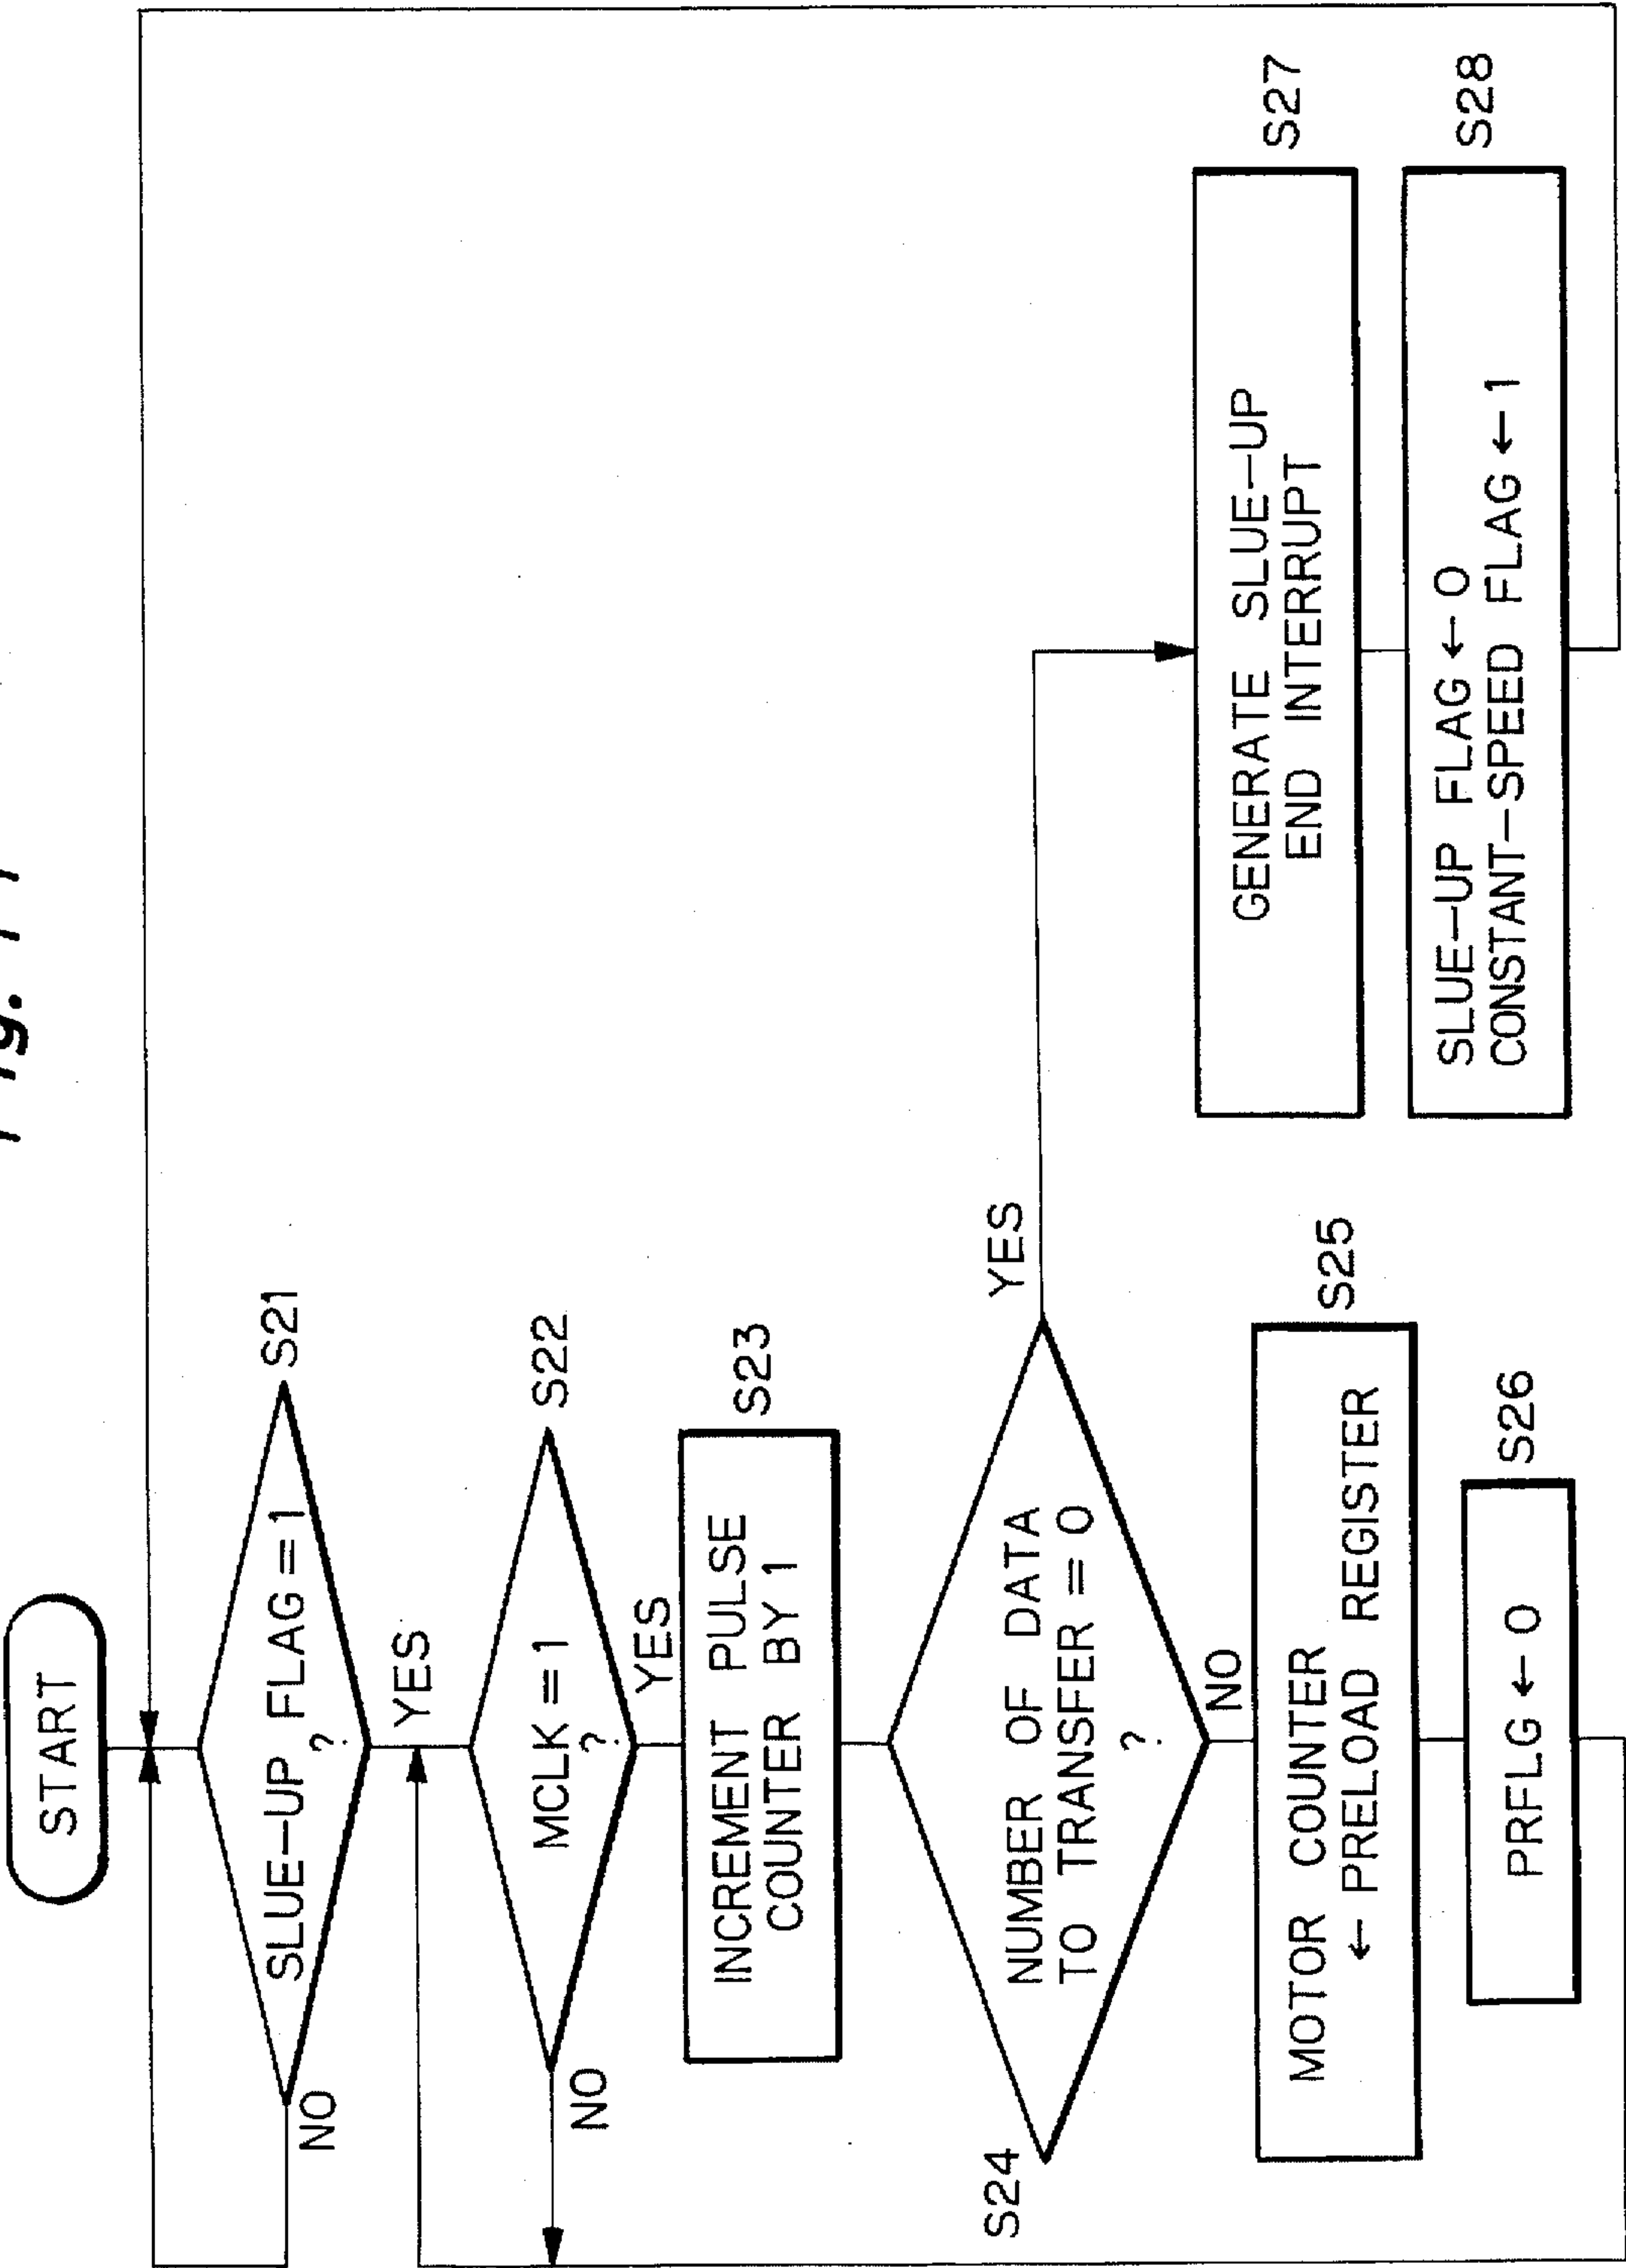 START
SLUE-UP FLAG = 1
?
S21
NO
YES
MCLK = 1
?
S22
NO
YES
INCREMENT PULSE
COUNTER BY 1
S23
S24
NUMBER OF DATA
TO TRANSFER = 0
?
YES
NO
MOTOR COUNTER
← PRELOAD REGISTER
S25
PRFLG ← 0
S26
GENERATE SLUE-UP
END INTERRUPT
S27
SLUE-UP FLAG ← 0
CONSTANT-SPEED FLAG ← 1
S28